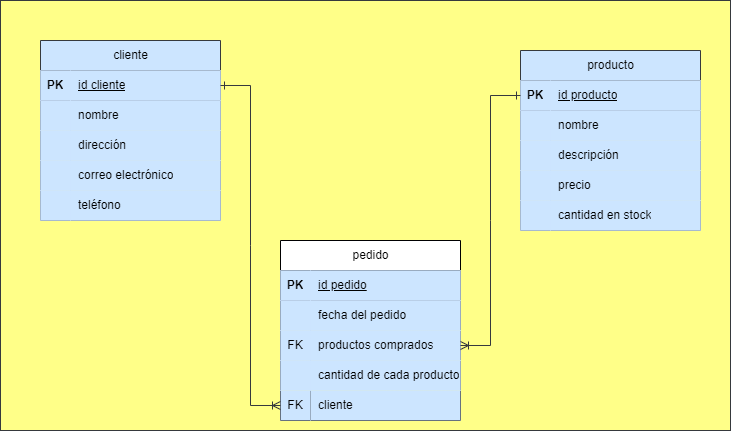 cliente
PK id cliente
nombre
dirección
correo electrónico
teléfono
producto
PK id producto
nombre
descripción
precio
cantidad en stock
pedido
PK id pedido
fecha del pedido
FK productos comprados
cantidad de cada producto
FK cliente